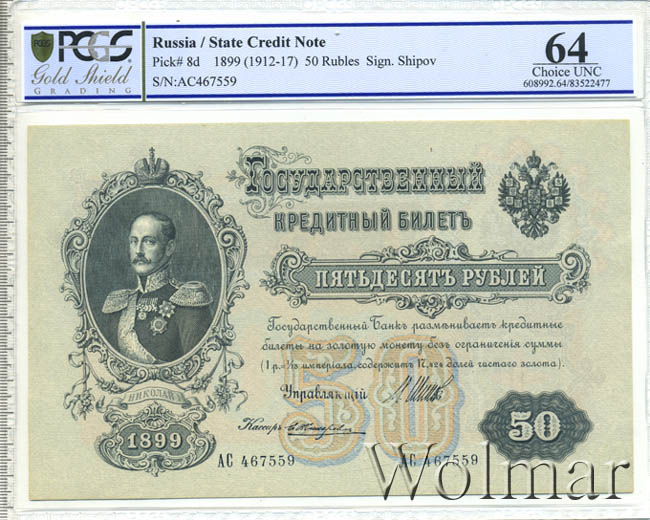 PCGS
Gold Shield
GRADING
Russia / State Credit Note
Pick# 8d 1899 (1912-17) 50 Rubles Sign. Shipov
S/N:AC467559
64
Choice UNC
608992.64/83522477
Государственный
кредитный билетъ
пятьдесятъ рублей
Государственный Банкъ размѣниваетъ кредитные
билеты на золотую монету безъ ограниченія суммы
(1 р.=1/15 имперіала, содержитъ 17,424 долей чистаго золота).
Управляющій
Кассиръ
НИКОЛАЙ I
1899
50
50
АС 467559
АС 467559
Wolmar